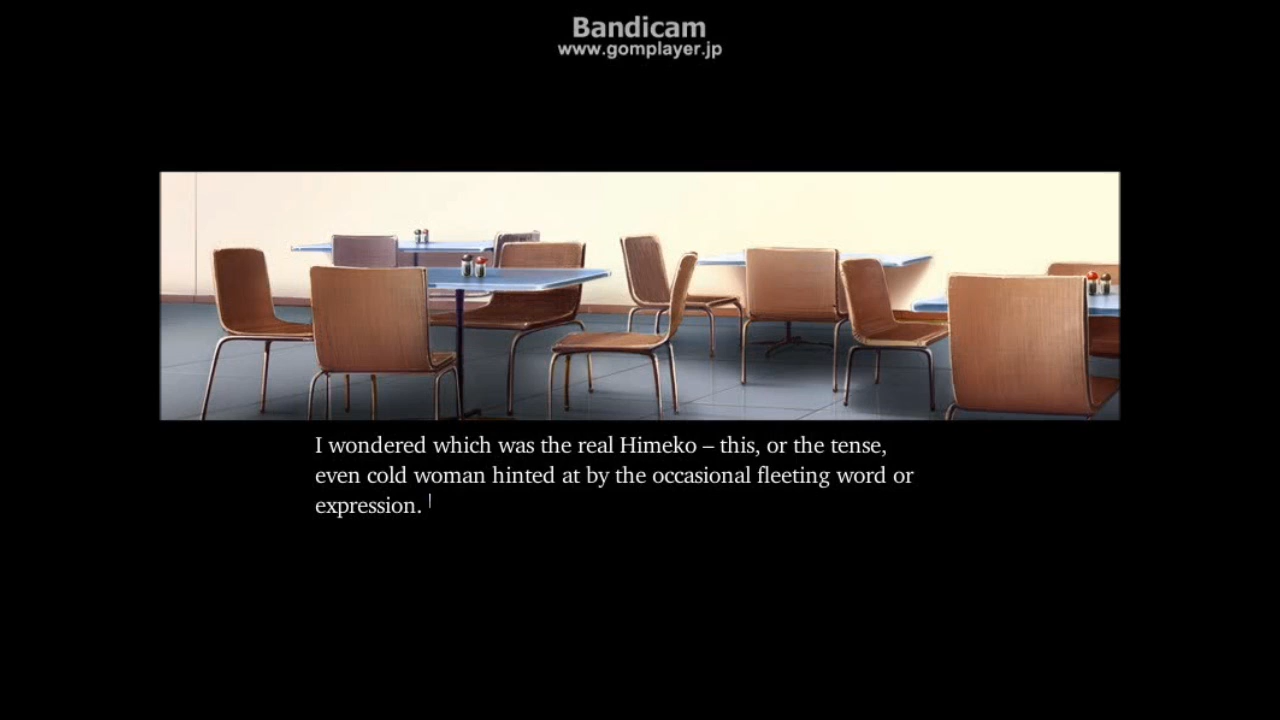 Bandicam
www.gomplayer.jp
I wondered which was the real Himeko – this, or the tense,
even cold woman hinted at by the occasional fleeting word or
expression.